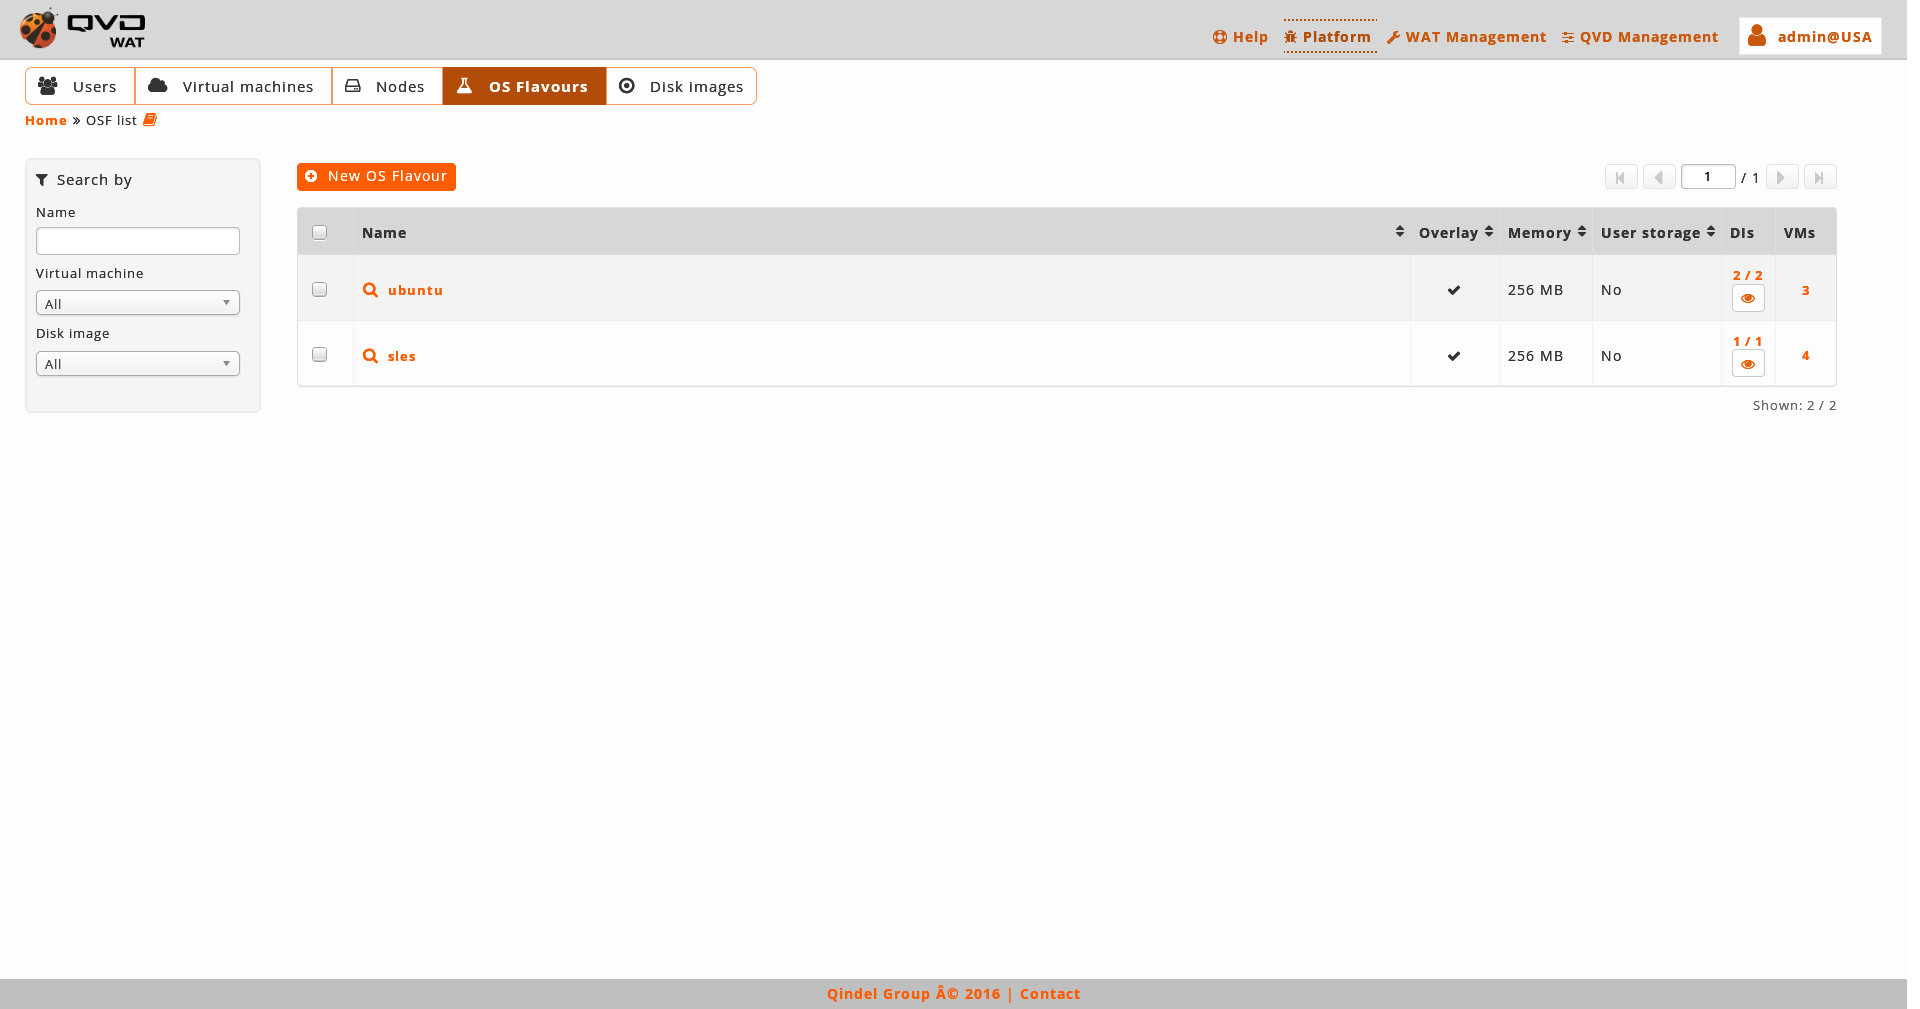 QVD
WAT
Help Platform WAT Management QVD Management admin@USA
Users Virtual machines Nodes OS Flavours Disk images
Home » OSF list
Search by
Name
Virtual machine
All
Disk image
All
New OS Flavour
1 / 1
Name Overlay Memory User storage DIs VMs
ubuntu 256 MB No 2 / 2 3
sles 256 MB No 1 / 1 4
Shown: 2 / 2
Qindel Group Â© 2016 | Contact